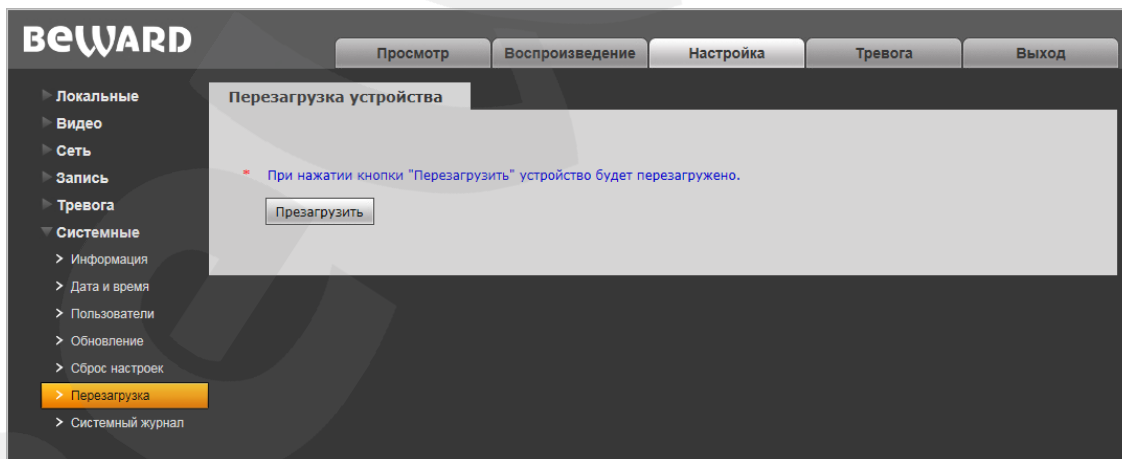 BEWARD
Просмотр Воспроизведение Настройка Тревога Выход
Локальные
Видео
Сеть
Запись
Тревога
Системные
Информация
Дата и время
Пользователи
Обновление
Сброс настроек
Перезагрузка
Системный журнал
Перезагрузка устройства
* При нажатии кнопки "Перезагрузить" устройство будет перезагружено.
Презагрузить